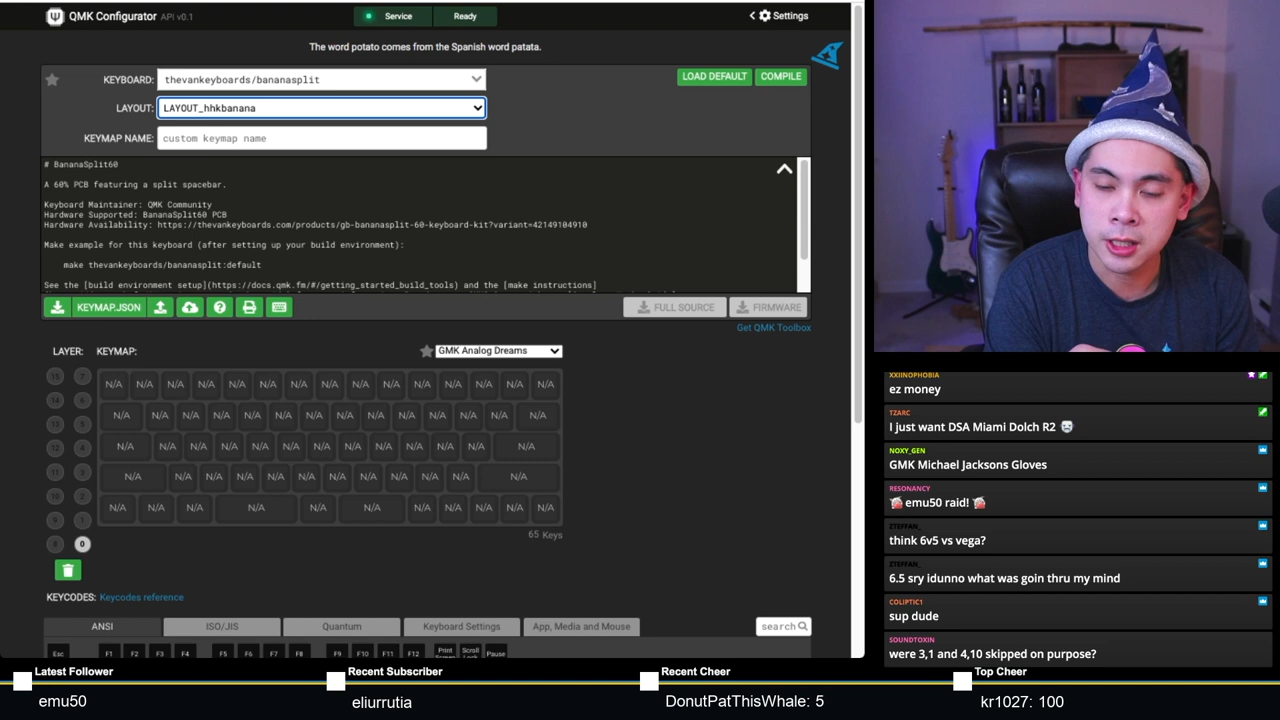 QMK Configurator API v0.1
Service
Ready
Settings
The word potato comes from the Spanish word patata.
KEYBOARD: thevankeyboards/bananasplit
LOAD DEFAULT COMPILE
LAYOUT: LAYOUT_hhkbanana
KEYMAP NAME: custom keymap name
# BananaSplit60
A 60% PCB featuring a split spacebar.
Keyboard Maintainer: QMK Community
Hardware Supported: BananaSplit60 PCB
Hardware Availability: https://thevankeyboards.com/products/gb-bananasplit-60-keyboard-kit?variant=42149104910
Make example for this keyboard (after setting up your build environment):
make thevankeyboards/bananasplit:default
See the [build environment setup](https://docs.qmk.fm/#/getting_started_build_tools) and the [make instructions]
KEYMAP.JSON
FULL SOURCE FIRMWARE
Get QMK Toolbox
LAYER: KEYMAP: GMK Analog Dreams
N/A N/A N/A N/A N/A N/A N/A N/A N/A N/A N/A N/A N/A N/A N/A
N/A N/A N/A N/A N/A N/A N/A N/A N/A N/A N/A N/A N/A N/A
N/A N/A N/A N/A N/A N/A N/A N/A N/A N/A N/A N/A N/A
N/A N/A N/A N/A N/A N/A N/A N/A N/A N/A N/A N/A
N/A N/A N/A N/A N/A N/A N/A N/A N/A N/A N/A
65 Keys
0
KEYCODES: Keycodes reference
ANSI ISO/JIS Quantum Keyboard Settings App, Media and Mouse search
Esc F1 F2 F3 F4 F5 F6 F7 F8 F9 F10 F11 F12 Print Screen Scroll Lock Pause
XXIINOPHOBIA
ez money
TZARC
I just want DSA Miami Dolch R2
NOXY_GEN
GMK Michael Jacksons Gloves
RESONANCY
emu50 raid!
ZTEFFAN_
think 6v5 vs vega?
ZTEFFAN_
6.5 sry idunno what was goin thru my mind
COLIPTIC1
sup dude
SOUNDTOXIN
were 3,1 and 4,10 skipped on purpose?
Latest Follower
emu50
Recent Subscriber
eliurrutia
Recent Cheer
DonutPatThisWhale: 5
Top Cheer
kr1027: 100